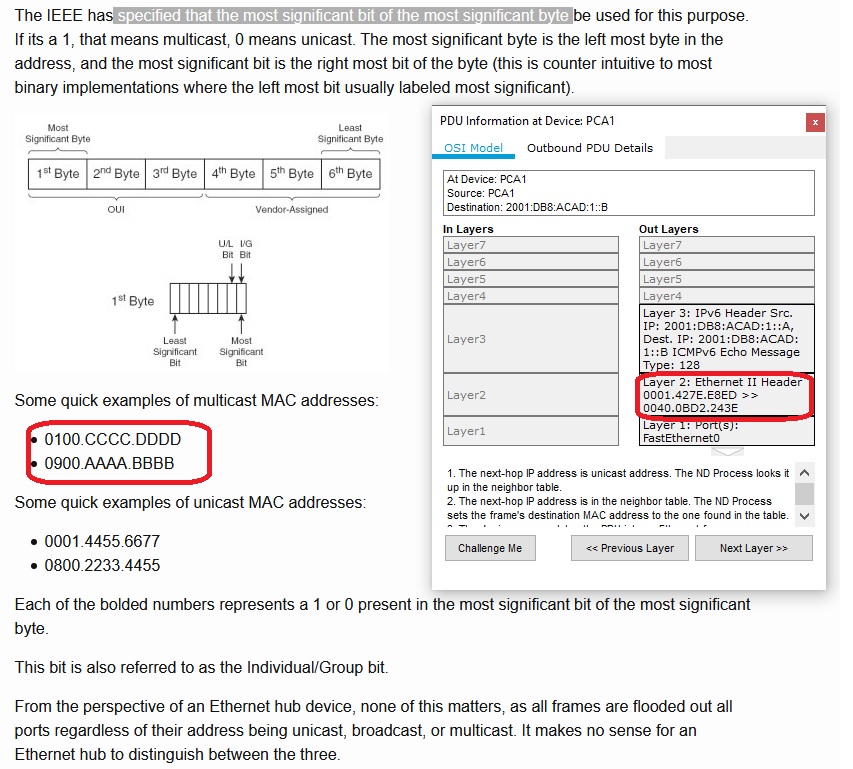 The IEEE has specified that the most significant bit of the most significant byte be used for this purpose.
If its a 1, that means multicast, 0 means unicast. The most significant byte is the left most byte in the
address, and the most significant bit is the right most bit of the byte (this is counter intuitive to most
binary implementations where the left most bit usually labeled most significant).
Most
Significant Byte
Least
Significant Byte
1st Byte 2nd Byte 3rd Byte 4th Byte 5th Byte 6th Byte
OUI
Vendor-Assigned
U/L I/G
Bit Bit
1st Byte
Least
Significant
Bit
Most
Significant
Bit
PDU Information at Device: PCA1
x
OSI Model Outbound PDU Details
At Device: PCA1
Source: PCA1
Destination: 2001:DB8:ACAD:1::B
In Layers
Layer7
Layer6
Layer5
Layer4
Layer3
Layer2
Layer1
Out Layers
Layer7
Layer6
Layer5
Layer4
Layer 3: IPv6 Header Src.
IP: 2001:DB8:ACAD:1::A,
Dest. IP: 2001:DB8:ACAD:
1::B ICMPv6 Echo Message
Type: 128
Layer 2: Ethernet II Header
0001.427E.E8ED >>
0040.0BD2.243E
Layer 1: Port(s):
FastEthernet0
1. The next-hop IP address is unicast address. The ND Process looks it
up in the neighbor table.
2. The next-hop IP address is in the neighbor table. The ND Process
sets the frame's destination MAC address to the one found in the table.
Challenge Me << Previous Layer Next Layer >>
Some quick examples of multicast MAC addresses:
• 0100.CCCC.DDDD
• 0900.AAAA.BBBB
Some quick examples of unicast MAC addresses:
• 0001.4455.6677
• 0800.2233.4455
Each of the bolded numbers represents a 1 or 0 present in the most significant bit of the most significant
byte.
This bit is also referred to as the Individual/Group bit.
From the perspective of an Ethernet hub device, none of this matters, as all frames are flooded out all
ports regardless of their address being unicast, broadcast, or multicast. It makes no sense for an
Ethernet hub to distinguish between the three.